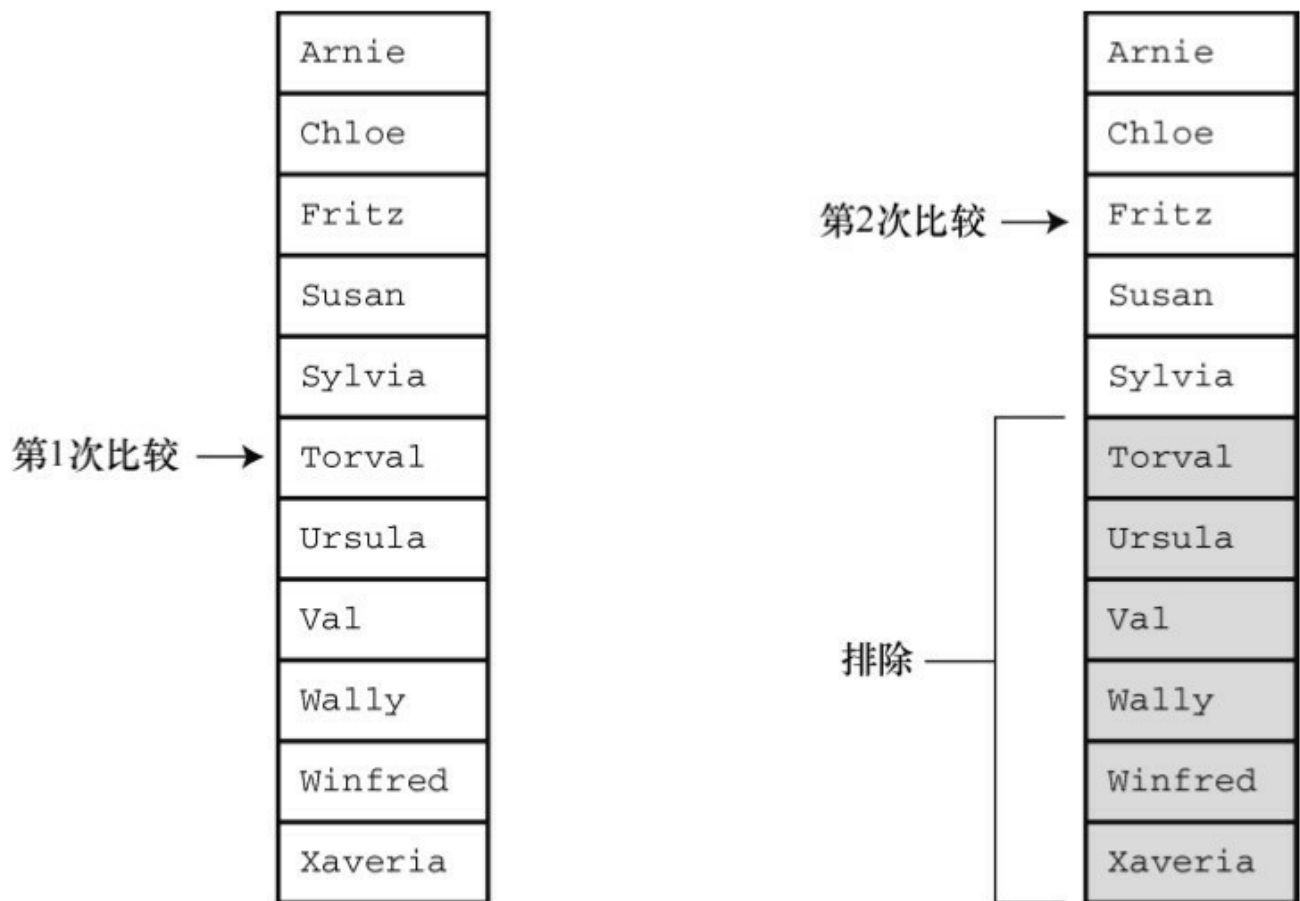 Arnie
Chloe
Fritz
Susan
Sylvia
第1次比较
Torval
Ursula
Val
Wally
Winfred
Xaveria
Arnie
Chloe
第2次比较
Fritz
Susan
Sylvia
Torval
Ursula
Val
排除
Wally
Winfred
Xaveria